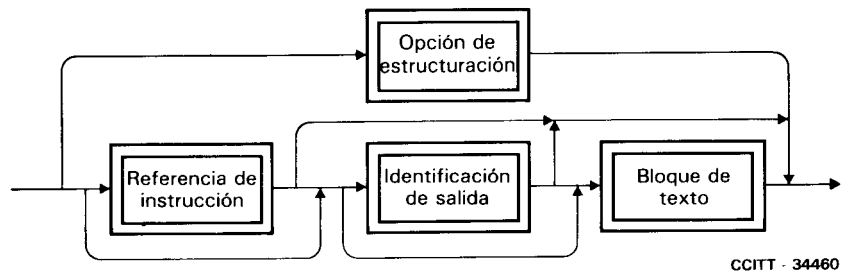 Opción de
estructuración
Referencia de
instrucción
Identificación
de salida
Bloque de
texto
CCITT - 34460